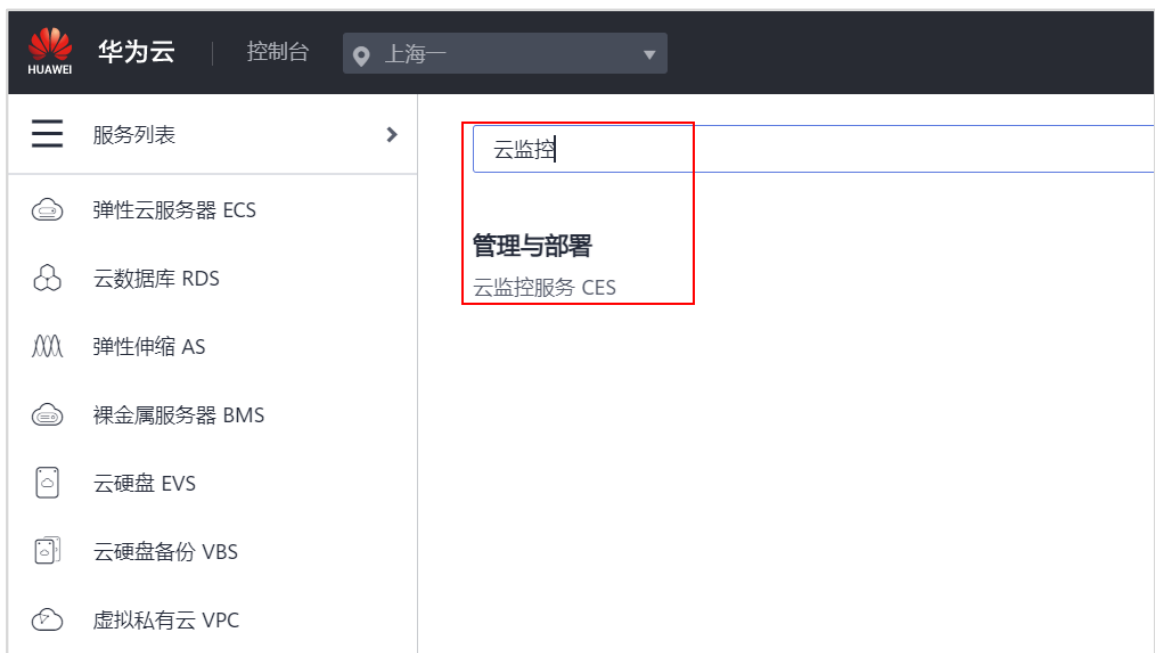 HUAWEI
华为云
控制台
上海一
服务列表
云监控
弹性云服务器 ECS
云数据库 RDS
弹性伸缩 AS
裸金属服务器 BMS
云硬盘 EVS
云硬盘备份 VBS
虚拟私有云 VPC
管理与部署
云监控服务 CES